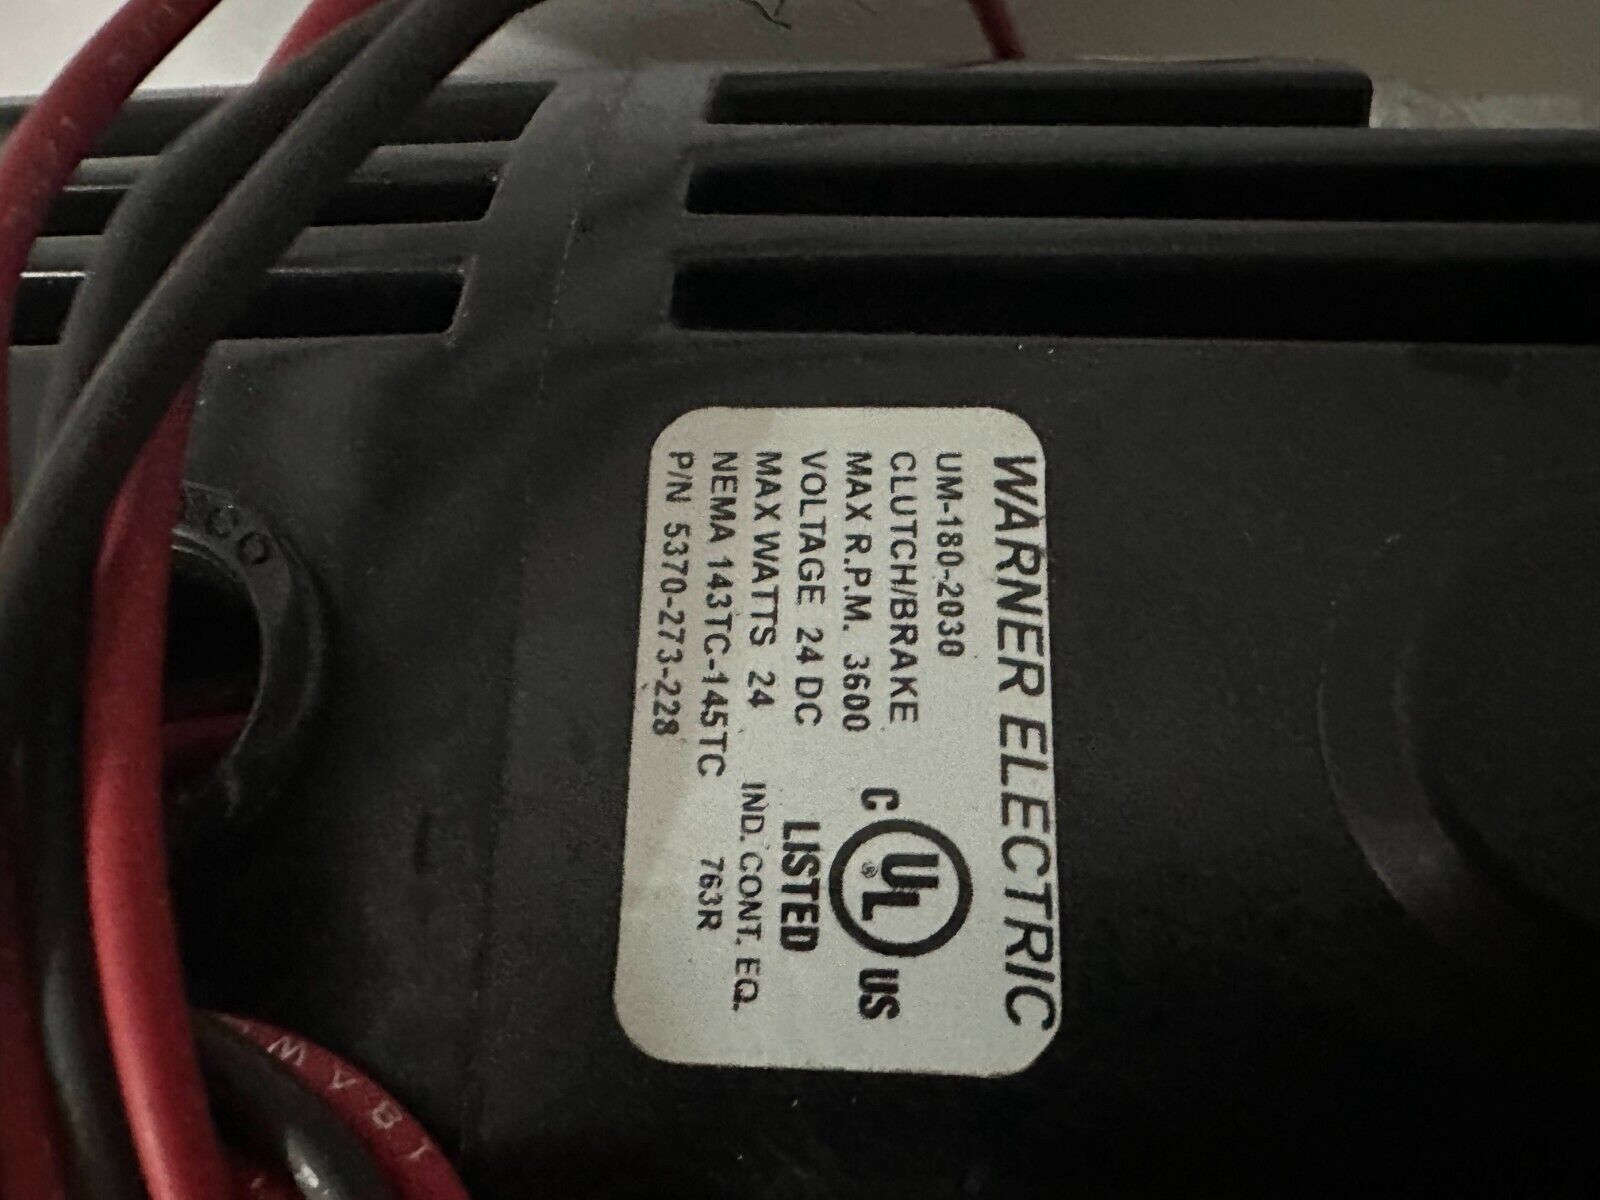 WARNER ELECTRIC
UM-180-2030
CLUTCH/BRAKE
MAX R.P.M. 3600
VOLTAGE 24 DC
MAX WATTS 24
NEMA 143TC-145TC
P/N 5370-273-228
C UL® US
LISTED
IND. CONT. EQ.
763R